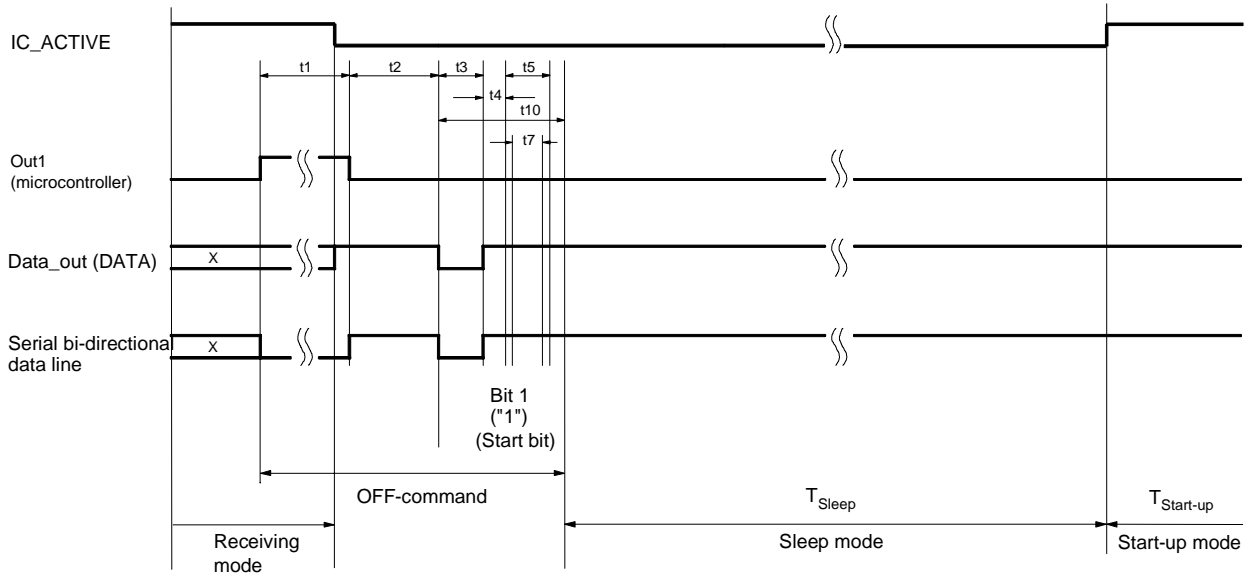 IC_ACTIVE
t1
t2
t3
t5
t4
t10
t7
Out1
(microcontroller)
Data_out (DATA)
X
Serial bi-directional
data line
X
Bit 1
("1")
(Start bit)
OFF-command
TSleep
TStart-up
Receiving
mode
Sleep mode
Start-up mode